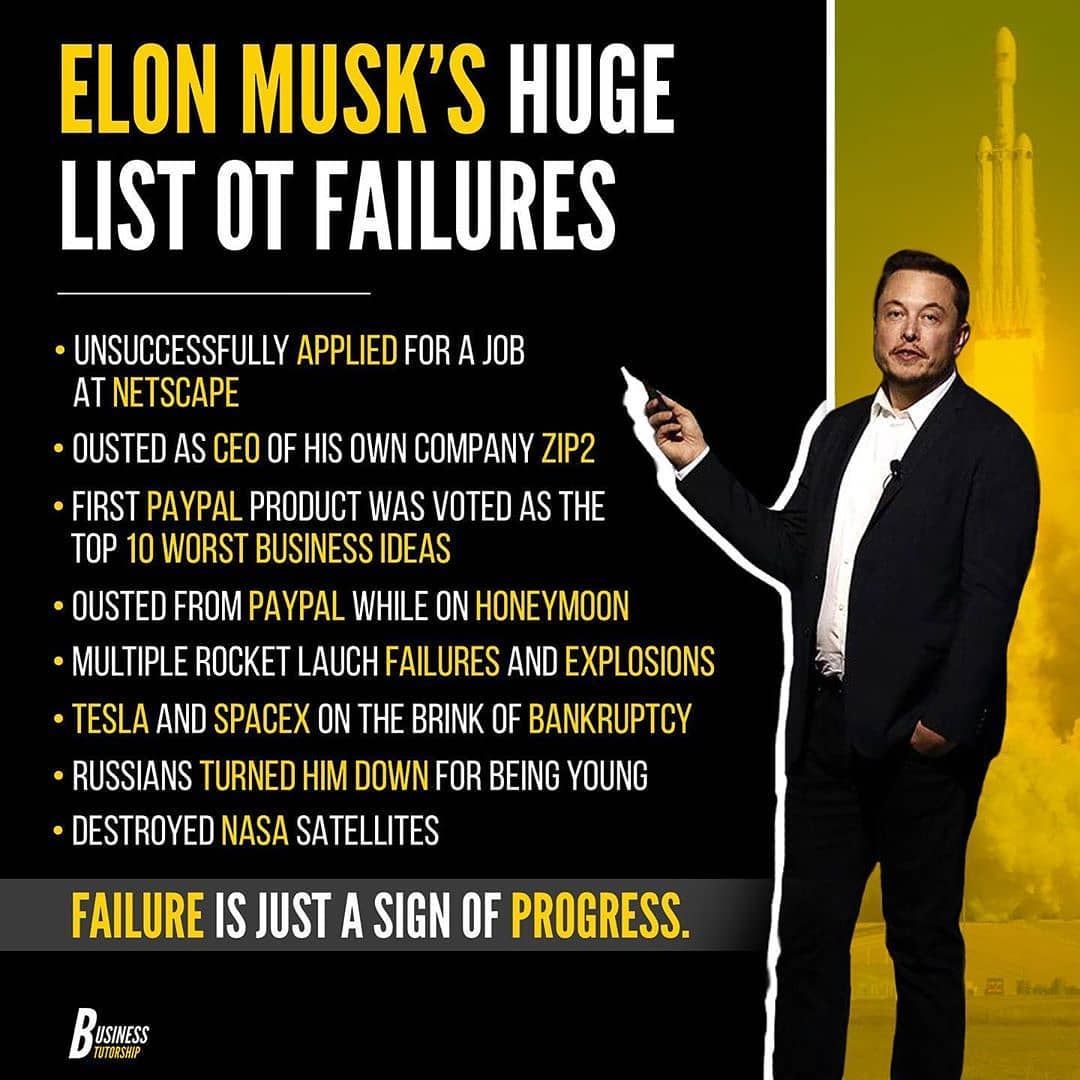 ELON MUSK'S HUGE
LIST OT FAILURES
• UNSUCCESSFULLY APPLIED FOR A JOB
AT NETSCAPE
• OUSTED AS CEO OF HIS OWN COMPANY ZIP2
• FIRST PAYPAL PRODUCT WAS VOTED AS THE
TOP 10 WORST BUSINESS IDEAS
• OUSTED FROM PAYPAL WHILE ON HONEYMOON
• MULTIPLE ROCKET LAUCH FAILURES AND EXPLOSIONS
• TESLA AND SPACEX ON THE BRINK OF BANKRUPTCY
• RUSSIANS TURNED HIM DOWN FOR BEING YOUNG
• DESTROYED NASA SATELLITES
FAILURE IS JUST A SIGN OF PROGRESS.
BUSINESS
TUTORSHIP